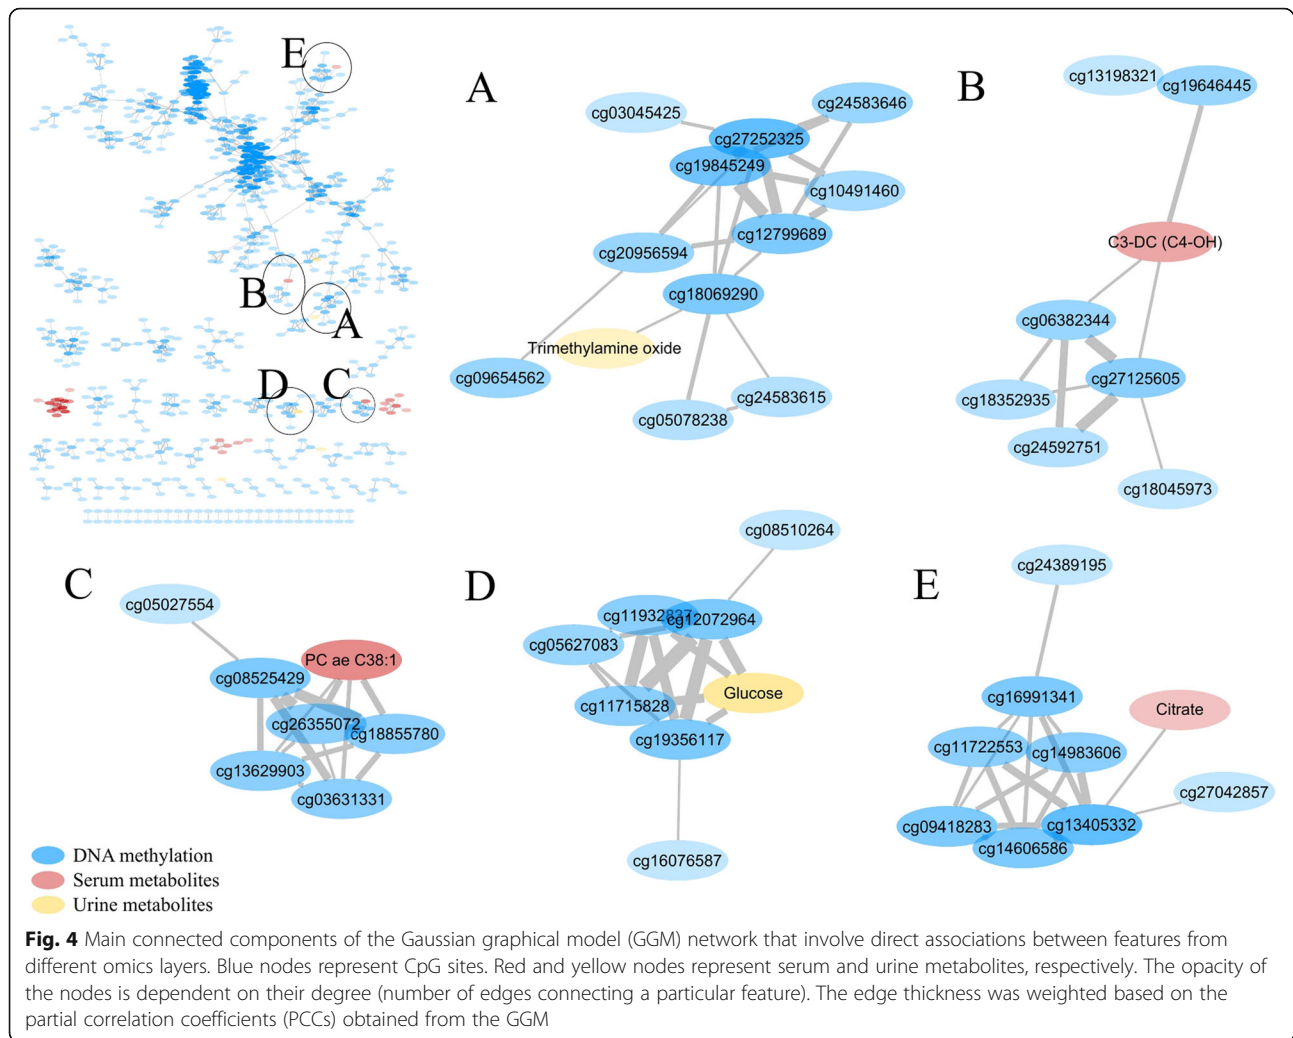 E
B
A
D
C
A
cg03045425
cg24583646
cg27252325
cg19845249
cg10491460
cg12799689
cg20956594
cg18069290
Trimethylamine oxide
cg09654562
cg24583615
cg05078238
B
cg13198321
cg19646445
C3-DC (C4-OH)
cg06382344
cg27125605
cg18352935
cg24592751
cg18045973
C
cg05027554
PC ae C38:1
cg08525429
cg26355072
cg18855780
cg13629903
cg03631331
D
cg08510264
cg11932837
cg12072964
cg05627083
Glucose
cg11715828
cg19356117
cg16076587
E
cg24389195
cg16991341
Citrate
cg11722553
cg14983606
cg27042857
cg09418283
cg13405332
cg14606586
DNA methylation
Serum metabolites
Urine metabolites
Fig. 4 Main connected components of the Gaussian graphical model (GGM) network that involve direct associations between features from
different omics layers. Blue nodes represent CpG sites. Red and yellow nodes represent serum and urine metabolites, respectively. The opacity of
the nodes is dependent on their degree (number of edges connecting a particular feature). The edge thickness was weighted based on the
partial correlation coefficients (PCCs) obtained from the GGM